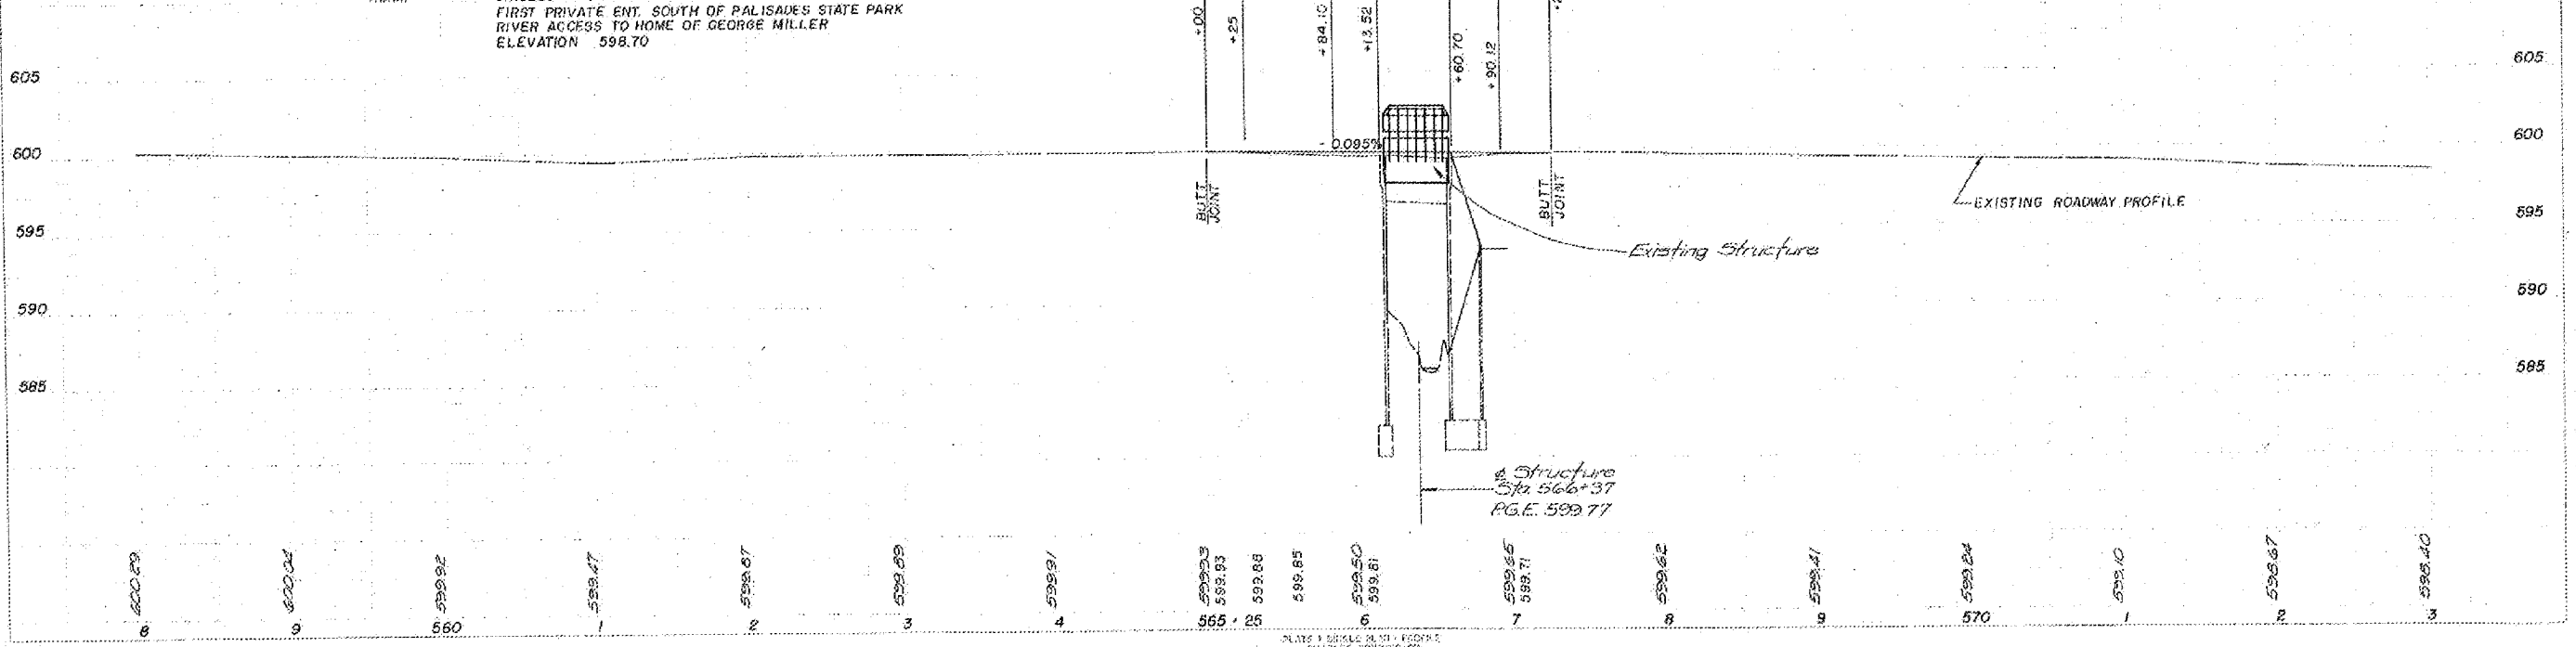 FIRST PRIVATE ENT. SOUTH OF PALISADES STATE PARK
RIVER ACCESS TO HOME OF GEORGE MILLER
ELEVATION 598.70
+00
+25
+84.10
+13.52
+60.70
+90.12
605
605
600
600
- 0.095%
595
595
590
590
585
585
BUTT
JOINT
BUTT
JOINT
EXISTING ROADWAY PROFILE
Existing Structure
¢ Structure
Sta. 566+37
P.G.E. 599.77
600.29
600.04
599.92
599.47
599.87
599.89
599.91
599.93
599.93
599.88
599.85
599.50
599.81
599.65
599.71
599.62
599.41
599.84
599.10
598.67
598.40
8 9 560 1 2 3 4 565 + 25 6 7 8 9 570 1 2 3